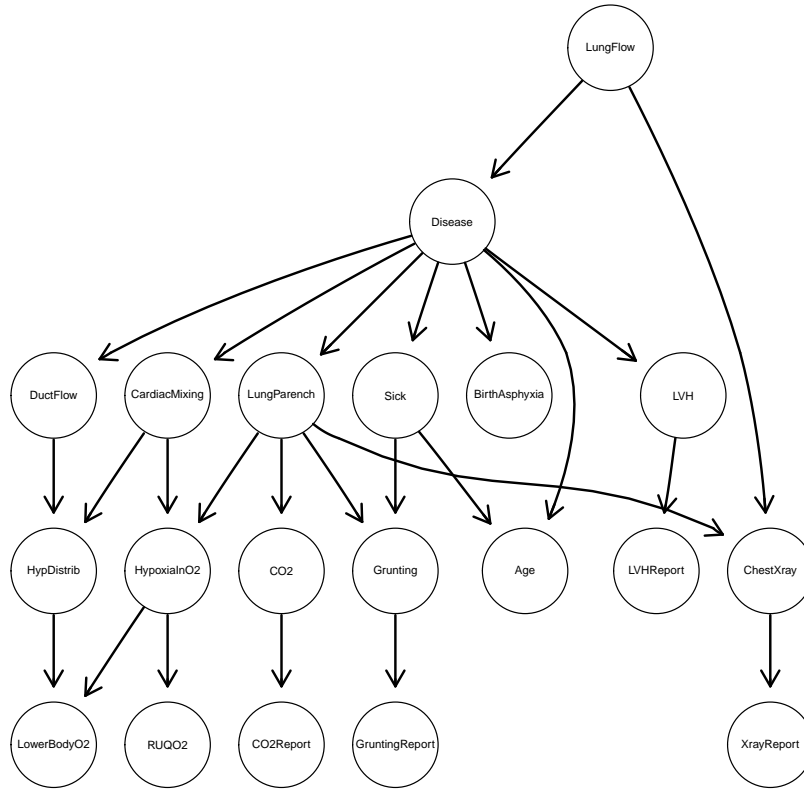 LungFlow
Disease
DuctFlow
CardiacMixing
LungParench
Sick
BirthAsphyxia
LVH
HypDistrib
HypoxiaInO2
CO2
Grunting
Age
LVHReport
ChestXray
LowerBodyO2
RUQO2
CO2Report
GruntingReport
XrayReport